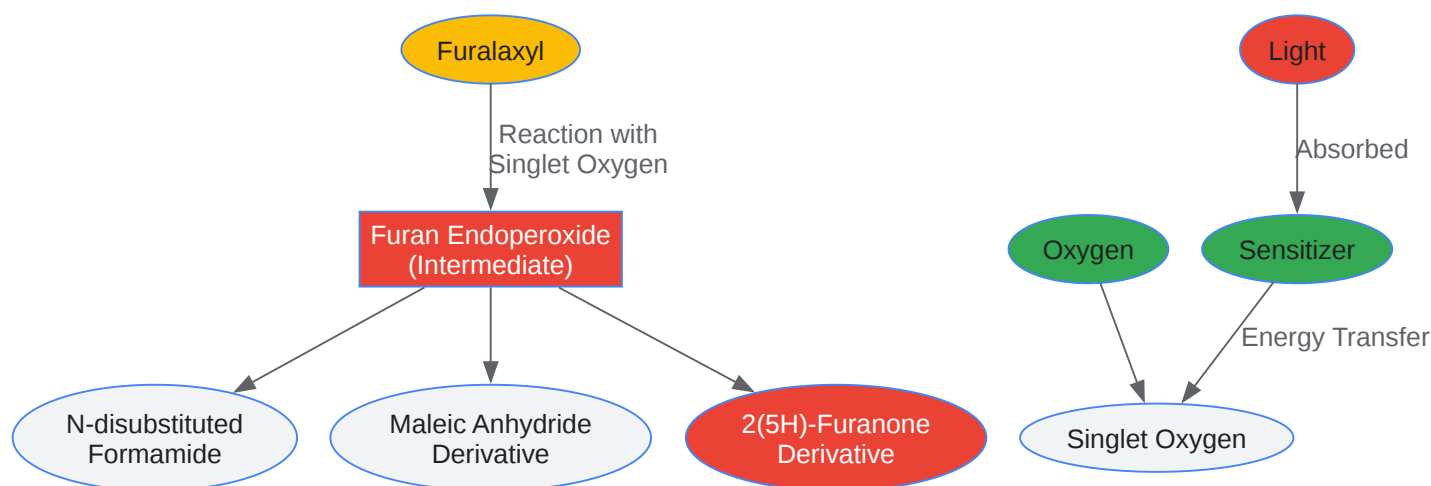 Furalaxyl
Light
Reaction with
Singlet Oxygen
Absorbed
Furan Endoperoxide
(Intermediate)
Oxygen
Sensitizer
Energy Transfer
N-disubstituted
Formamide
Maleic Anhydride
Derivative
2(5H)-Furanone
Derivative
Singlet Oxygen